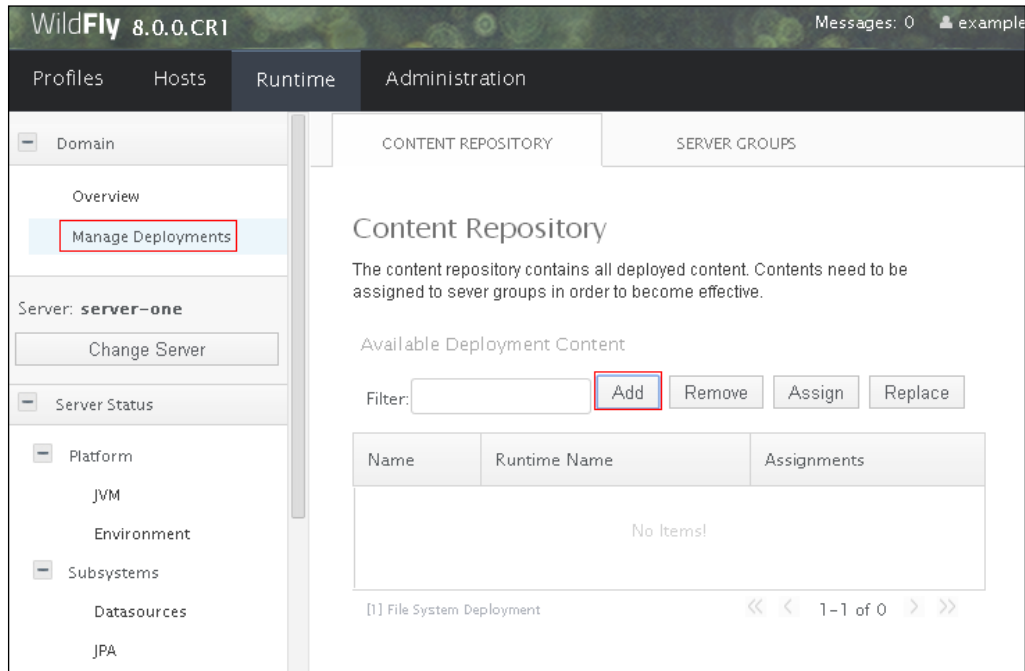 WildFly 8.0.0.CR1
Messages: 0 example
Profiles Hosts Runtime Administration
Domain
Overview
Manage Deployments
Server: server-one
Change Server
Server Status
Platform
JVM
Environment
Subsystems
Datasources
JPA
CONTENT REPOSITORY SERVER GROUPS
Content Repository
The content repository contains all deployed content. Contents need to be
assigned to sever groups in order to become effective.
Available Deployment Content
Filter: Add Remove Assign Replace
Name Runtime Name Assignments
No Items!
[1] File System Deployment
1-1 of 0